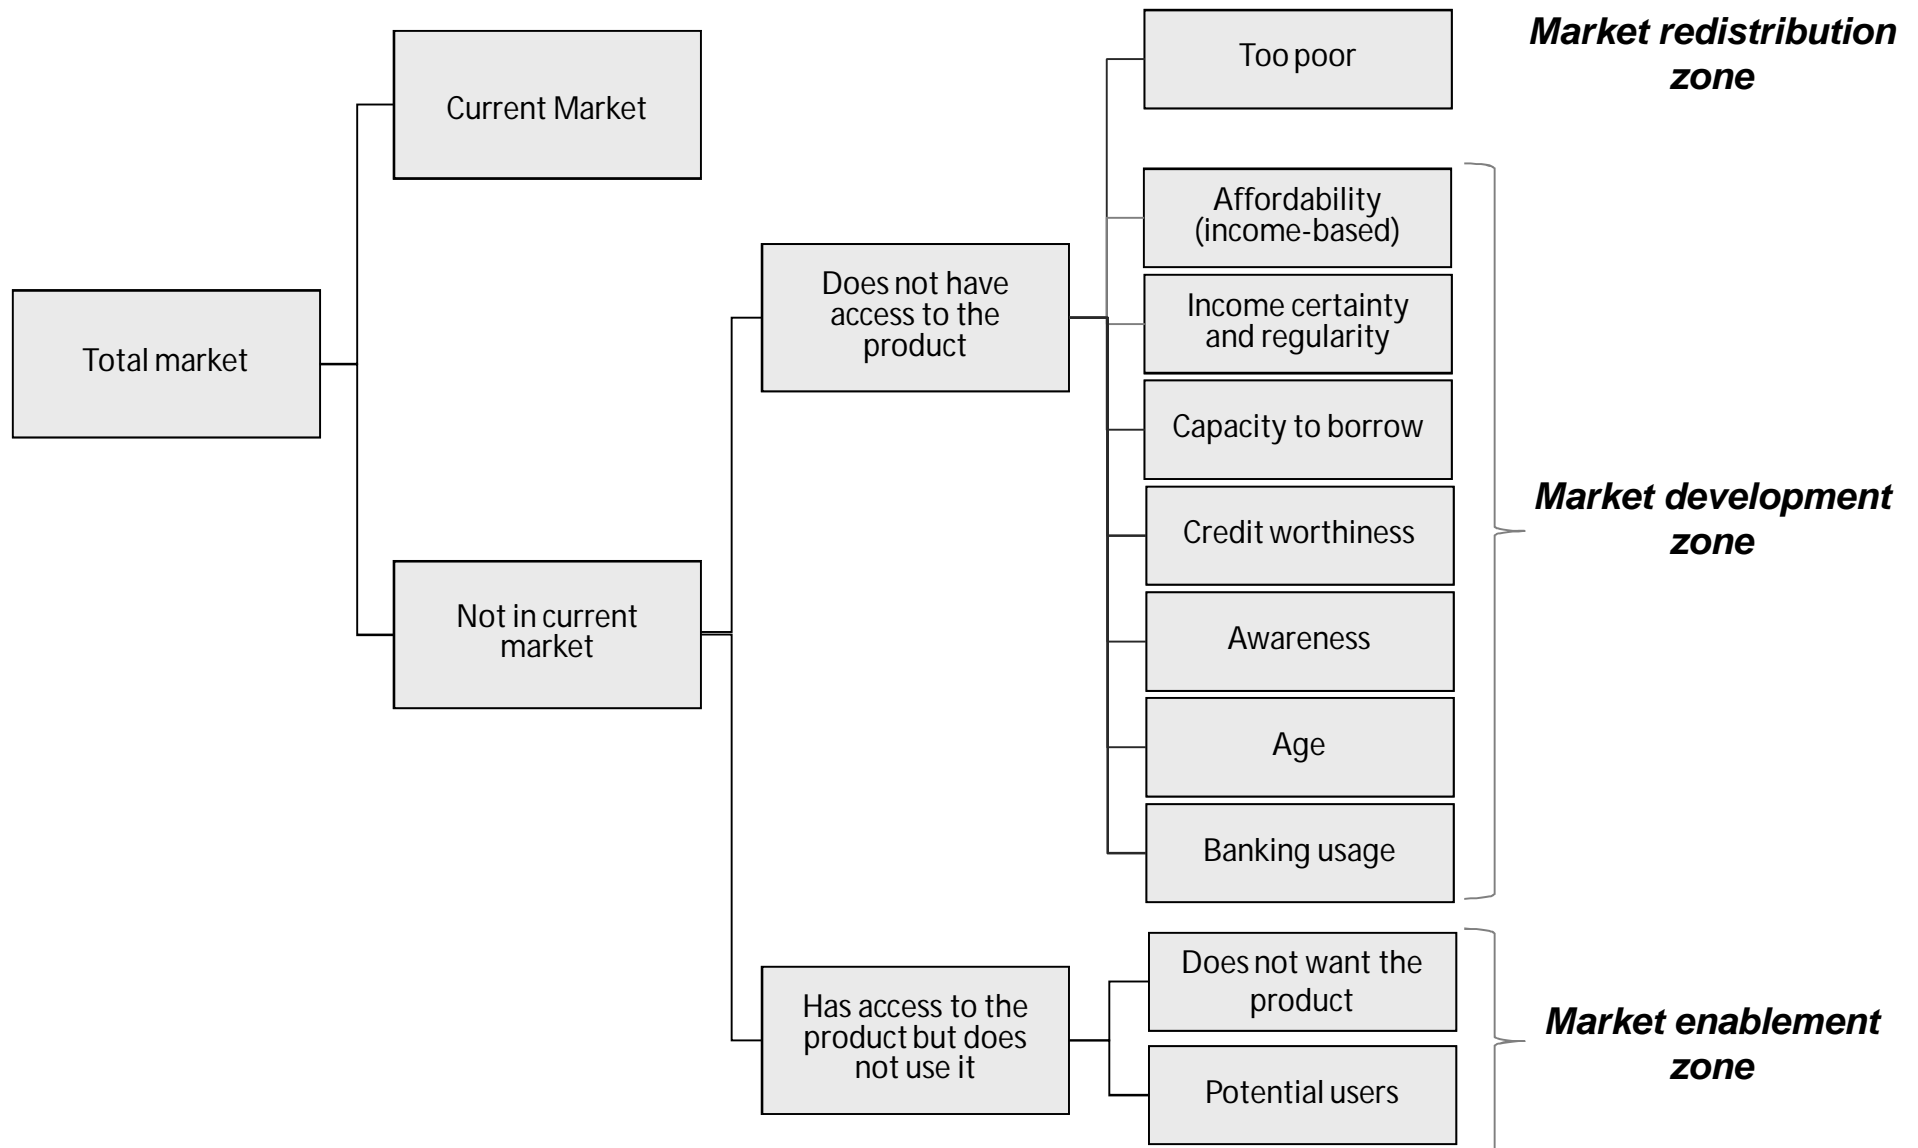 Total market
Current Market
Not in current
market
Does not have
access to the
product
Has access to the
product but does
not use it
Too poor
Affordability
(income-based)
Income certainty
and regularity
Capacity to borrow
Credit worthiness
Awareness
Age
Banking usage
Does not want the
product
Potential users
Market redistribution
zone
Market development
zone
Market enablement
zone